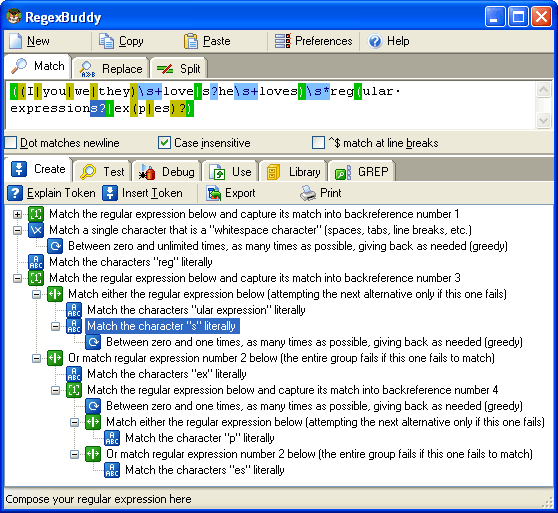 RegexBuddy
New Copy Paste Preferences Help
Match Replace Split
((I|you|we|they)\s+love|s?he\s+loves)\s*reg(ular·
expressions?|ex(p|es)?)
Dot matches newline Case insensitive ^$ match at line breaks
Create Test Debug Use Library GREP
Explain Token Insert Token Export Print
Match the regular expression below and capture its match into backreference number 1
Match a single character that is a "whitespace character" (spaces, tabs, line breaks, etc.)
Between zero and unlimited times, as many times as possible, giving back as needed (greedy)
Match the characters "reg" literally
Match the regular expression below and capture its match into backreference number 3
Match either the regular expression below (attempting the next alternative only if this one fails)
Match the characters "ular expression" literally
Match the character "s" literally
Between zero and one times, as many times as possible, giving back as needed (greedy)
Or match regular expression number 2 below (the entire group fails if this one fails to match)
Match the characters "ex" literally
Match the regular expression below and capture its match into backreference number 4
Between zero and one times, as many times as possible, giving back as needed (greedy)
Match either the regular expression below (attempting the next alternative only if this one fails)
Match the character "p" literally
Or match regular expression number 2 below (the entire group fails if this one fails to match)
Match the characters "es" literally
Compose your regular expression here